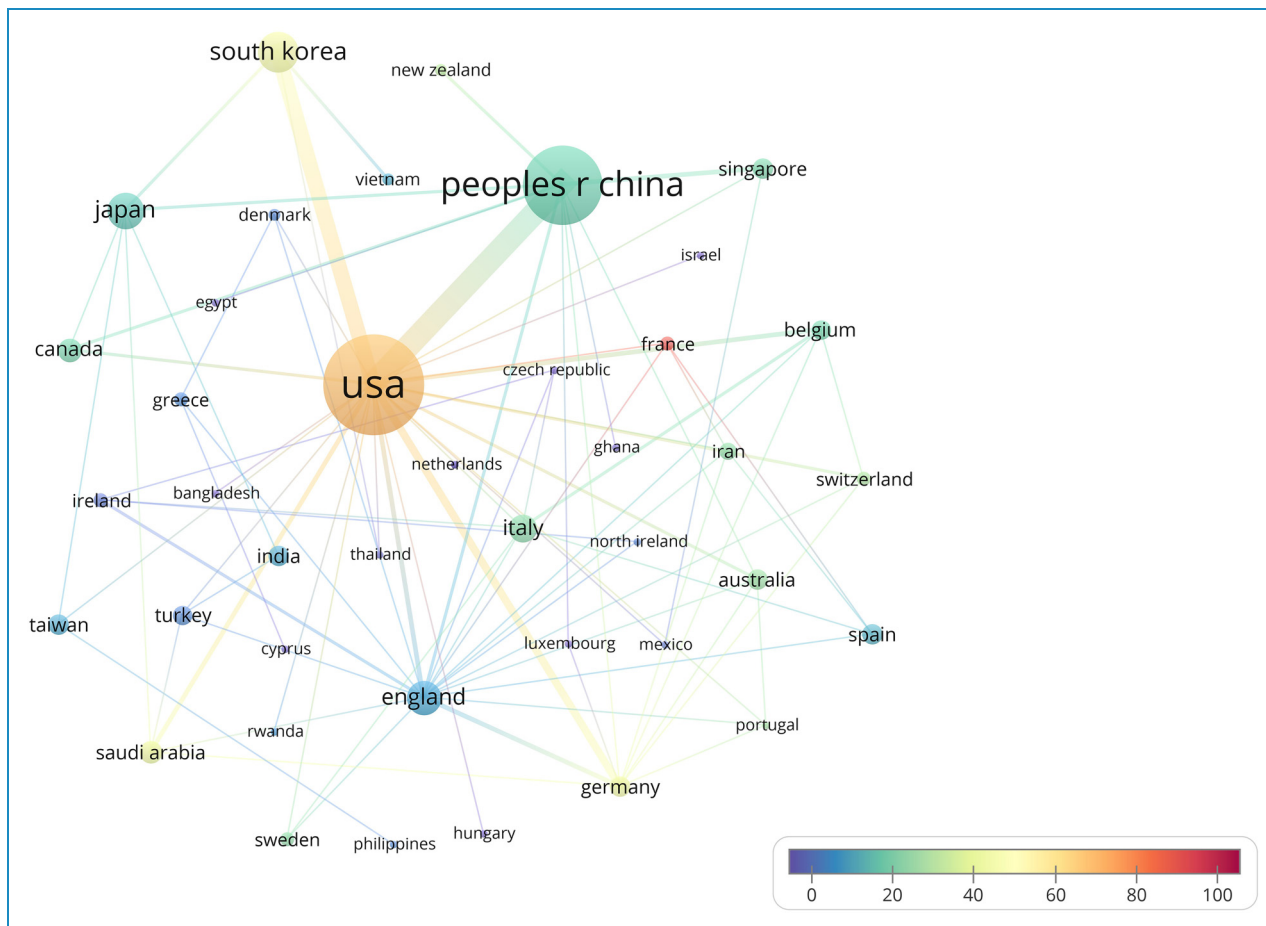 south korea
new zealand
singapore
vietnam
peoples r china
japan
denmark
israel
egypt
belgium
canada
france
czech republic
usa
greece
ghana
iran
netherlands
switzerland
bangladesh
ireland
italy
north ireland
thailand
india
australia
turkey
taiwan
spain
luxembourg
mexico
cyprus
england
portugal
rwanda
saudi arabia
germany
hungary
sweden
philippines
0 20 40 60 80 100